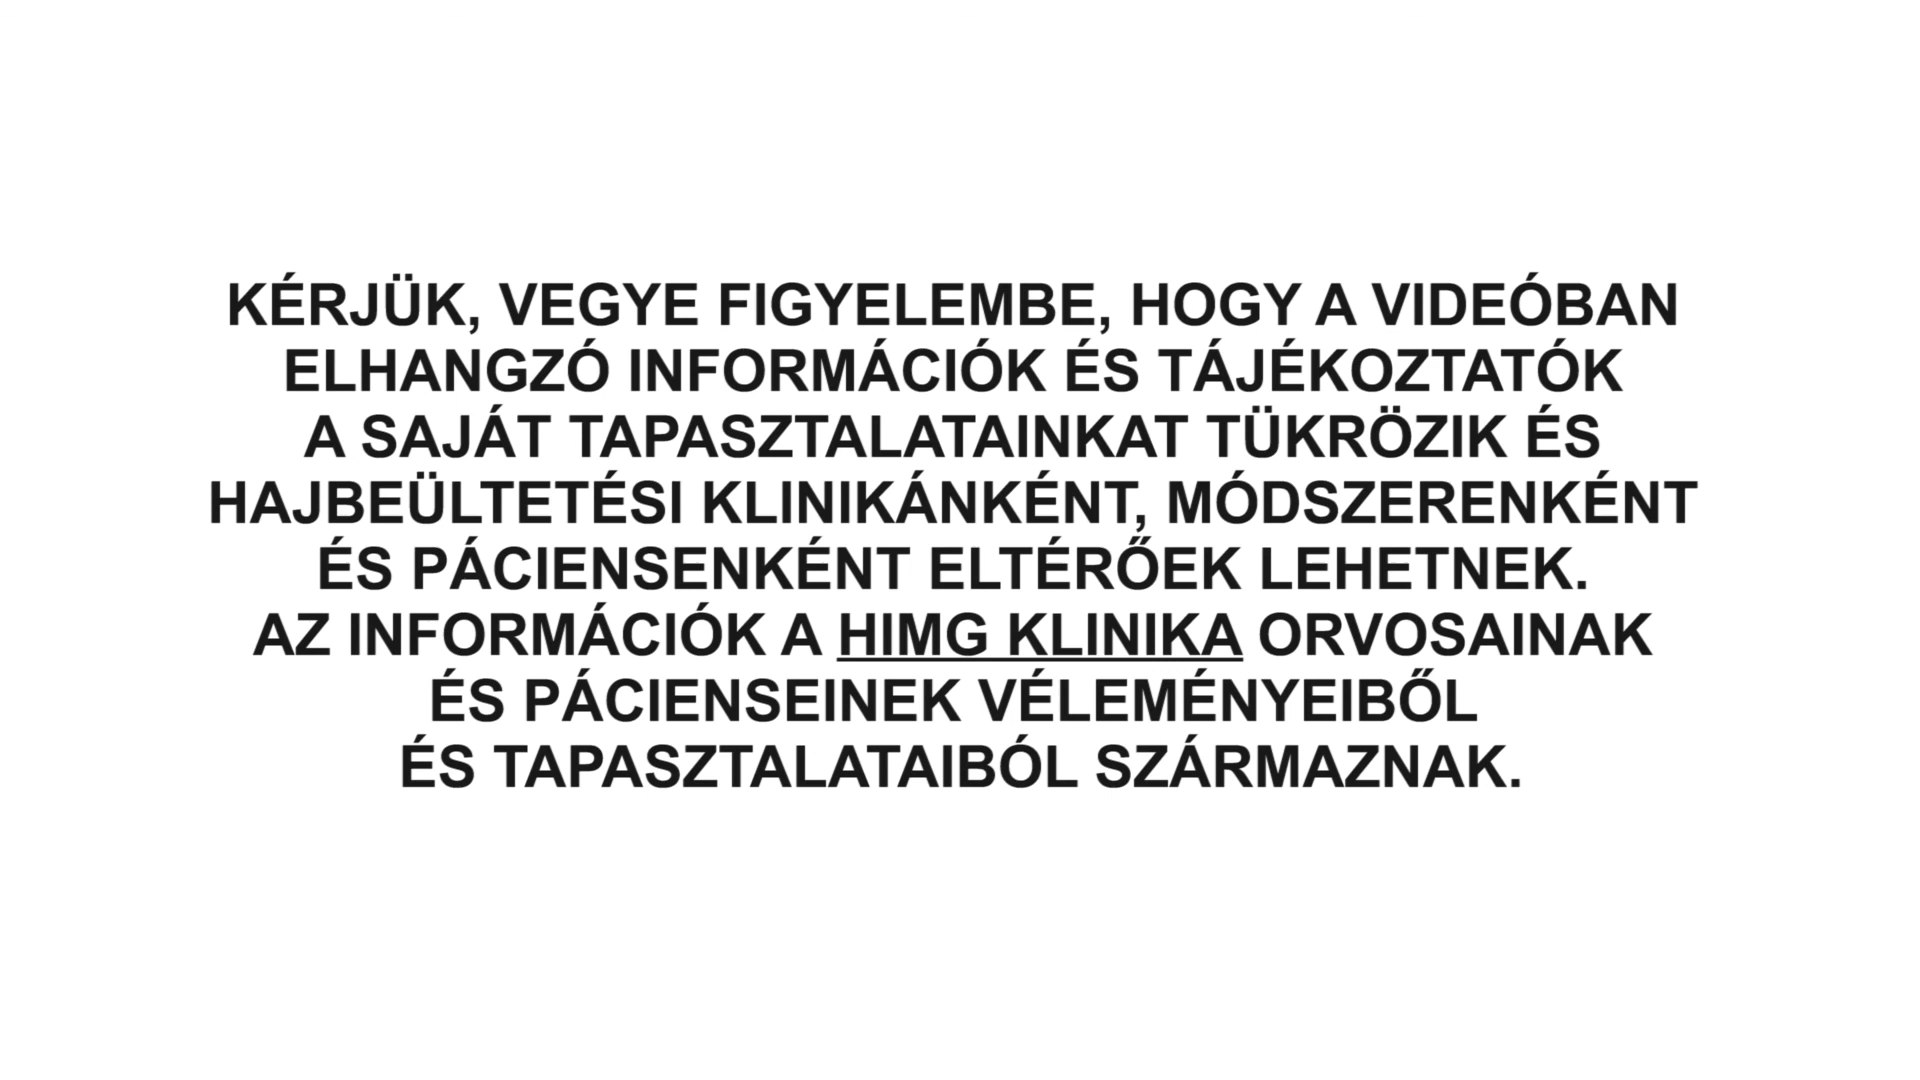 KÉRJÜK, VEGYE FIGYELEMBE, HOGY A VIDEÓBAN
ELHANGZÓ INFORMÁCIÓK ÉS TÁJÉKOZTATÓK
A SAJÁT TAPASZTALATAINKAT TÜKRÖZIK ÉS
HAJBEÜLTETÉSI KLINIKÁNKÉNT, MÓDSZERENKÉNT
ÉS PÁCIENSENKÉNT ELTÉRŐEK LEHETNEK.
AZ INFORMÁCIÓK A HIMG KLINIKA ORVOSAINAK
ÉS PÁCIENSEINEK VÉLEMÉNYEIBŐL
ÉS TAPASZTALATAIBÓL SZÁRMAZNAK.